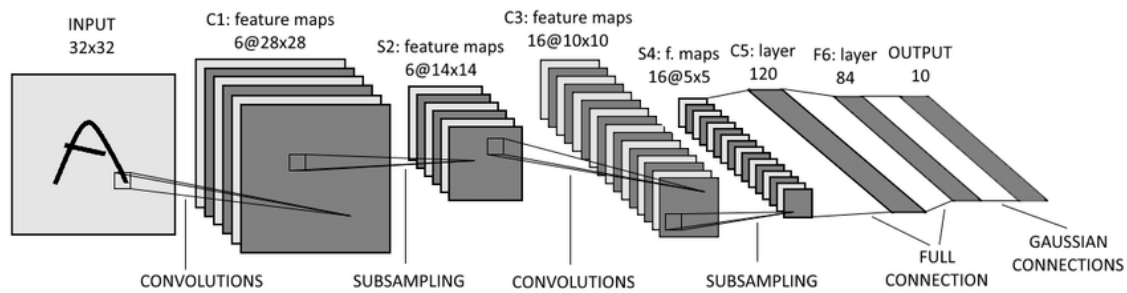 INPUT
32x32
C1: feature maps
6@28x28
S2: feature maps
6@14x14
C3: feature maps
16@10x10
S4: f. maps
16@5x5
C5: layer
120
F6: layer
84
OUTPUT
10
A
CONVOLUTIONS
SUBSAMPLING
CONVOLUTIONS
SUBSAMPLING
FULL
CONNECTION
GAUSSIAN
CONNECTIONS